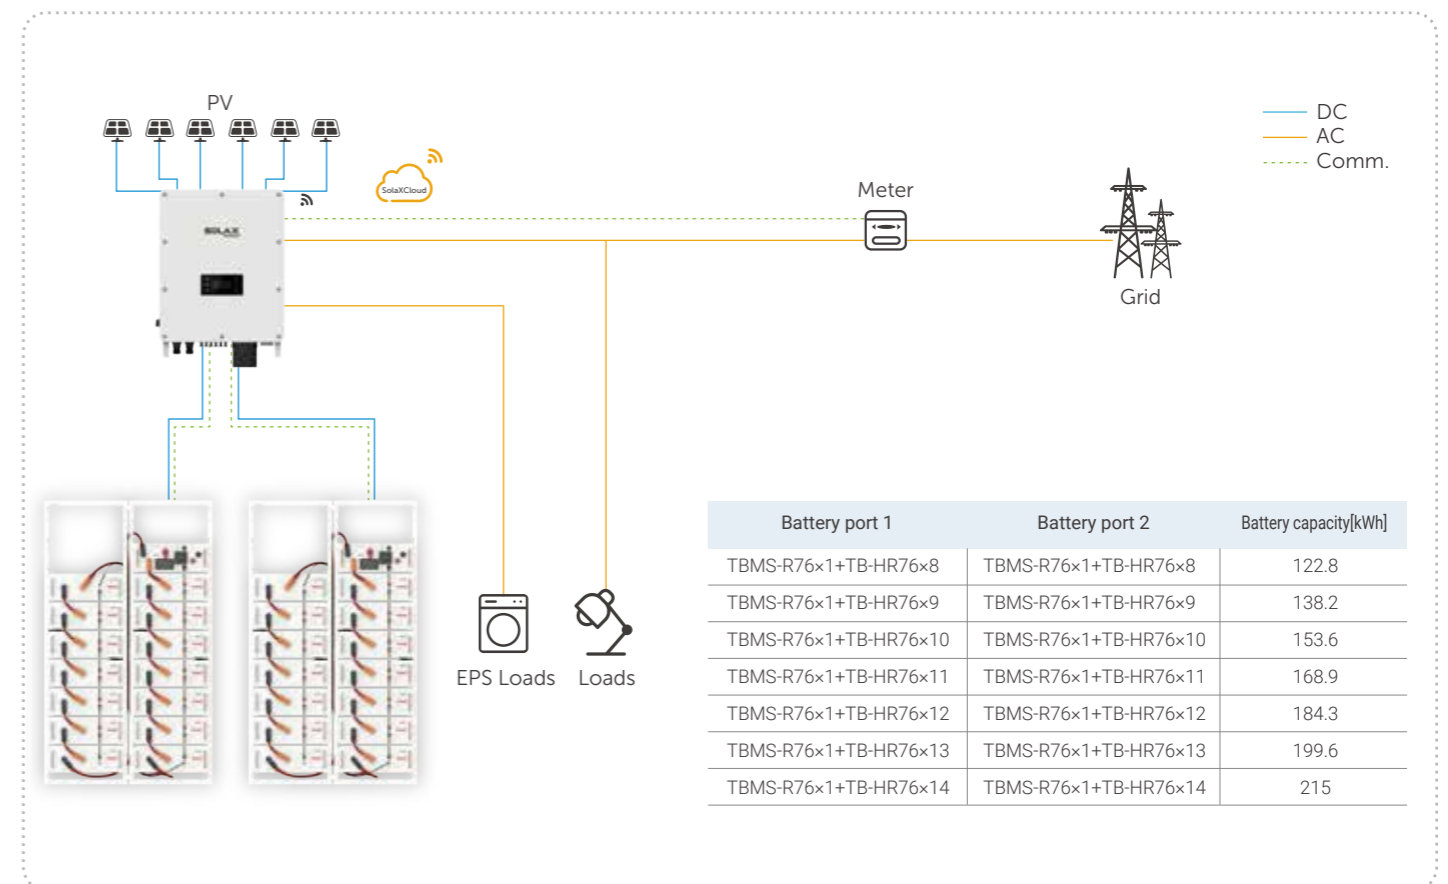 PV
DC
AC
Comm.
SolaXCloud
Meter
SOLAX
Grid
EPS Loads
Loads
Battery port 1 Battery port 2 Battery capacity[kWh]
TBMS-R76×1+TB-HR76×8 TBMS-R76×1+TB-HR76×8 122.8
TBMS-R76×1+TB-HR76×9 TBMS-R76×1+TB-HR76×9 138.2
TBMS-R76×1+TB-HR76×10 TBMS-R76×1+TB-HR76×10 153.6
TBMS-R76×1+TB-HR76×11 TBMS-R76×1+TB-HR76×11 168.9
TBMS-R76×1+TB-HR76×12 TBMS-R76×1+TB-HR76×12 184.3
TBMS-R76×1+TB-HR76×13 TBMS-R76×1+TB-HR76×13 199.6
TBMS-R76×1+TB-HR76×14 TBMS-R76×1+TB-HR76×14 215